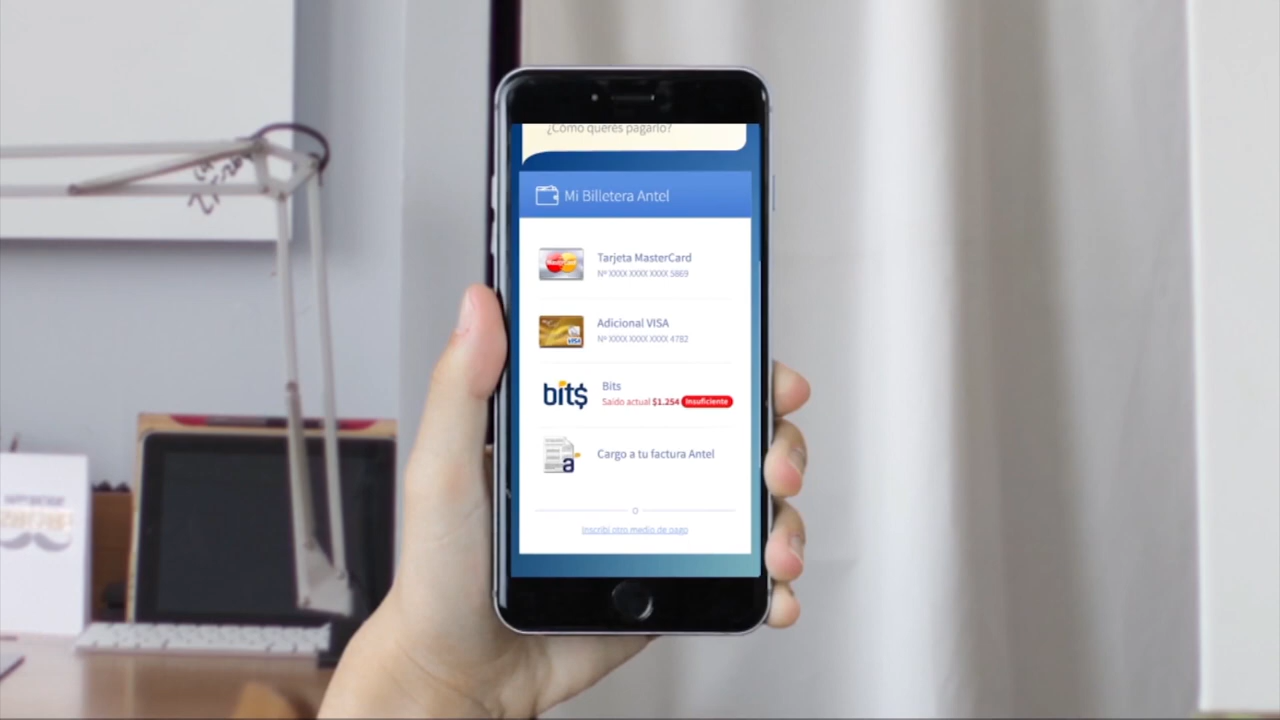 ¿Cómo querés pagarlo?
Mi Billetera Antel
Tarjeta MasterCard
Nº XXXX XXXX XXXX 5869
Adicional VISA
Nº XXXX XXXX XXXX 4782
VISA
bit$
Bits
Saldo actual $1.254 Insuficiente
Cargo a tu factura Antel
a
o
Inscribí otro medio de pago